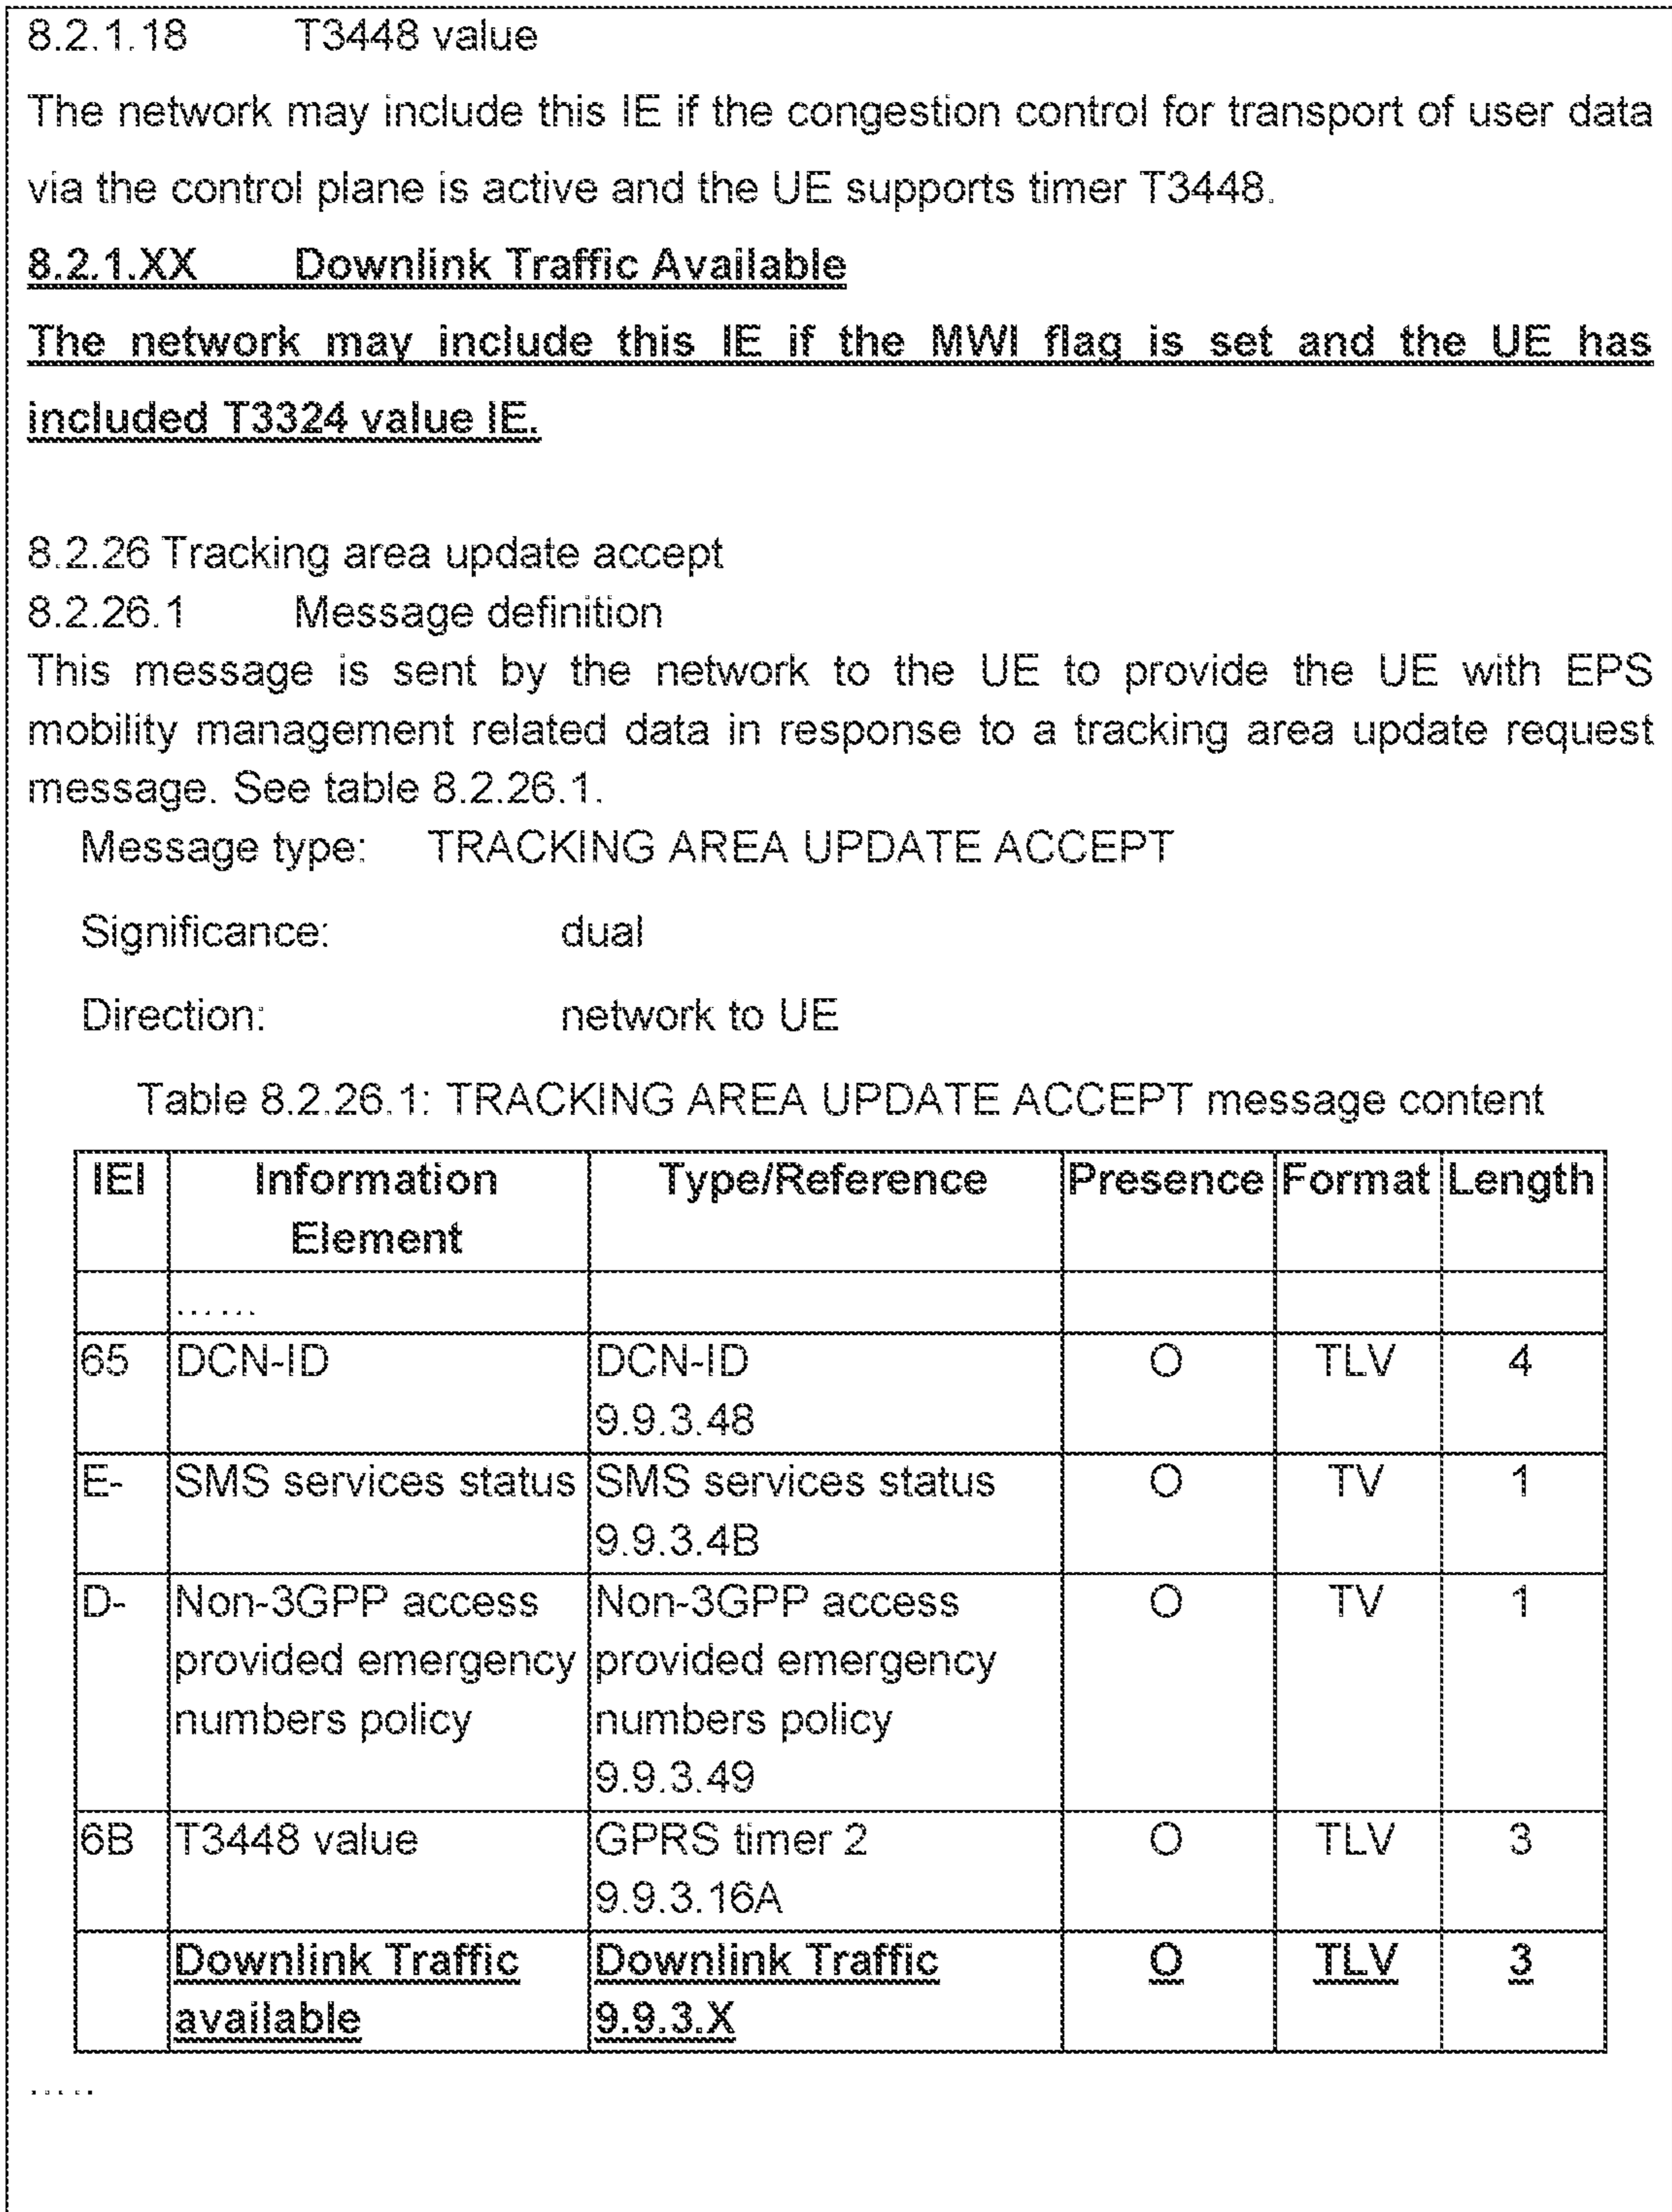 8.2.1.18 T3448 value
The network may include this IE if the congestion control for transport of user data
via the control plane is active and the UE supports timer T3448.
8.2.1.XX Downlink Traffic Available
The network may include this IE if the MWI flag is set and the UE has
included T3324 value IE.
8.2.26 Tracking area update accept
8.2.26.1 Message definition
This message is sent by the network to the UE to provide the UE with EPS
mobility management related data in response to a tracking area update request
message. See table 8.2.26.1.
Message type: TRACKING AREA UPDATE ACCEPT
Significance: dual
Direction: network to UE
Table 8.2.26.1: TRACKING AREA UPDATE ACCEPT message content
IEI Information Type/Reference Presence Format Length
Element
......
65 DCN-ID DCN-ID O TLV 4
9.9.3.48
E- SMS services status SMS services status O TV 1
9.9.3.4B
D- Non-3GPP access Non-3GPP access O TV 1
provided emergency provided emergency
numbers policy numbers policy
9.9.3.49
6B T3448 value GPRS timer 2 O TLV 3
9.9.3.16A
Downlink Traffic Downlink Traffic O TLV 3
available 9.9.3.X
.....